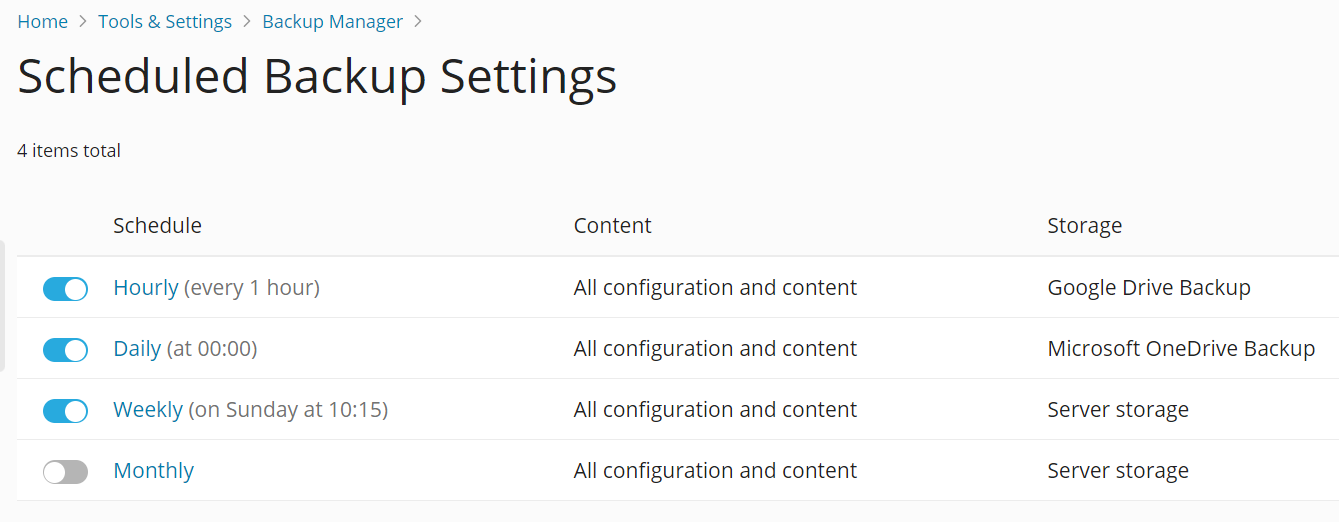 Home > Tools & Settings > Backup Manager >
Scheduled Backup Settings
4 items total
Schedule Content Storage
Hourly (every 1 hour) All configuration and content Google Drive Backup
Daily (at 00:00) All configuration and content Microsoft OneDrive Backup
Weekly (on Sunday at 10:15) All configuration and content Server storage
Monthly All configuration and content Server storage